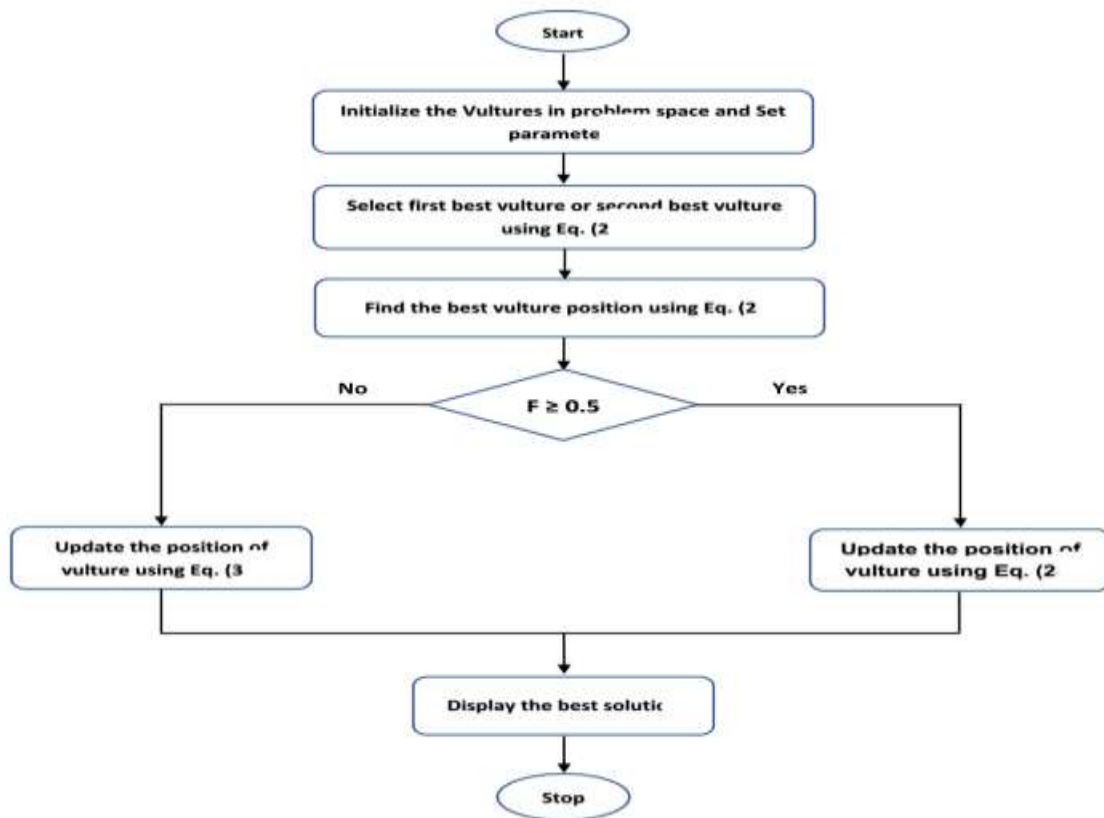 Start
Initialize the Vultures in problem space and Set
paramete
Select first best vulture or second best vulture
using Eq. (2
Find the best vulture position using Eq. (2
F ≥ 0.5
No
Yes
Update the position of
vulture using Eq. (3
Update the position of
vulture using Eq. (2
Display the best solutic
Stop